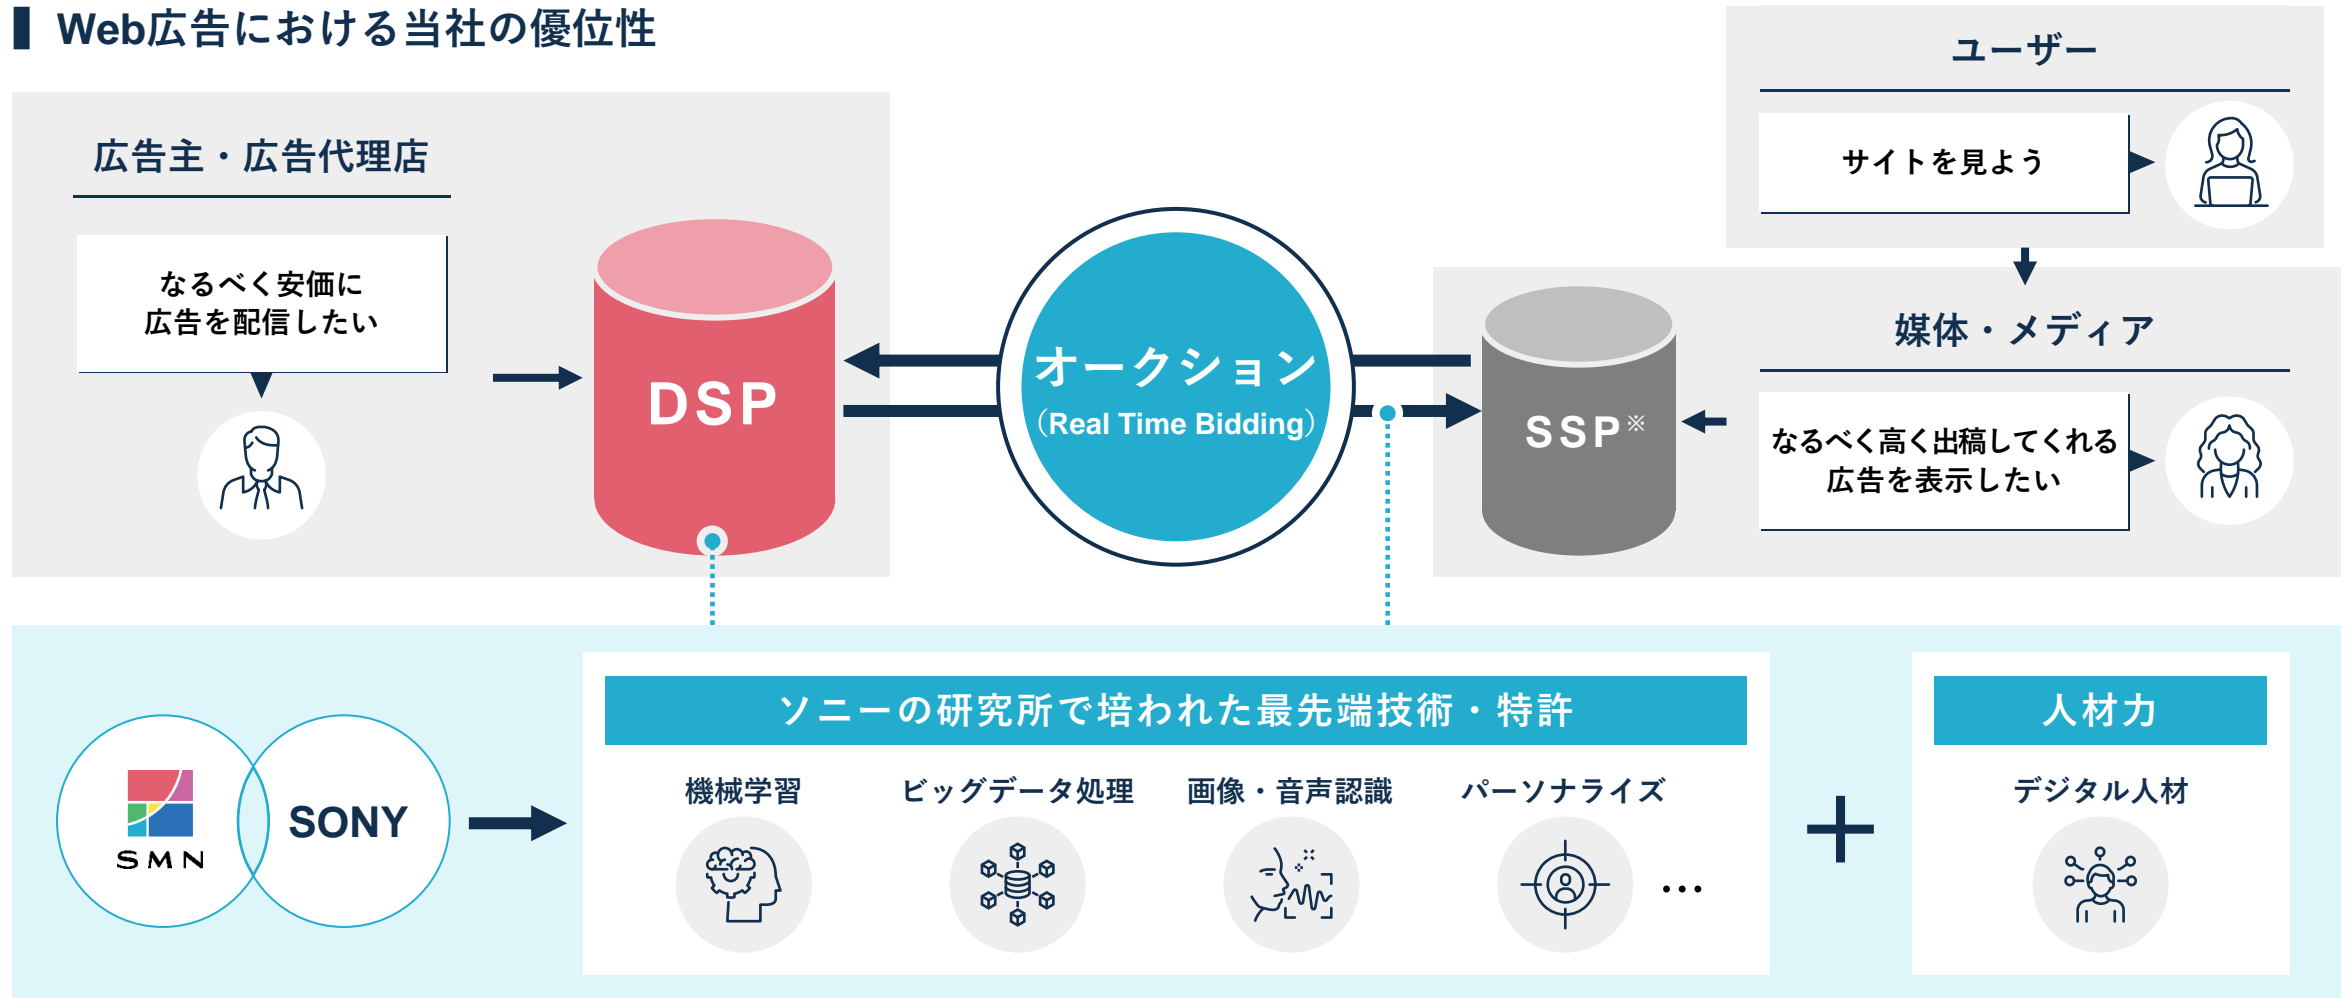 Web広告における当社の優位性
広告主・広告代理店
なるべく安価に
広告を配信したい
DSP
オークション
（Real Time Bidding）
SSP※
ユーザー
サイトを見よう
媒体・メディア
なるべく高く出稿してくれる
広告を表示したい
SMN
SONY
ソニーの研究所で培われた最先端技術・特許
機械学習
ビッグデータ処理
画像・音声認識
パーソナライズ
…
人材力
デジタル人材